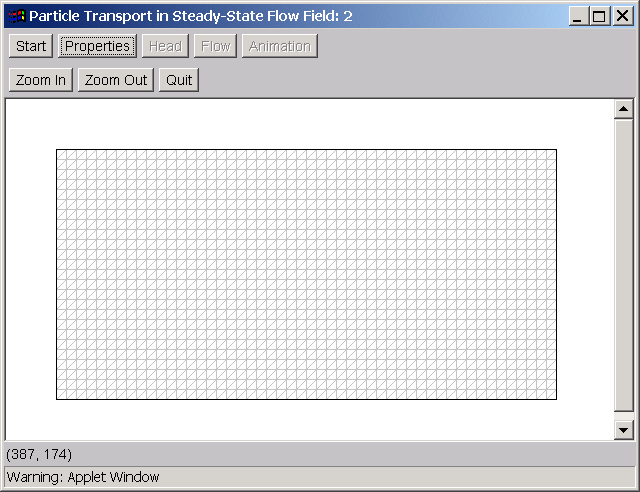 Particle Transport in Steady-State Flow Field: 2
Start Properties Head Flow Animation
Zoom In Zoom Out Quit
(387, 174)
Warning: Applet Window